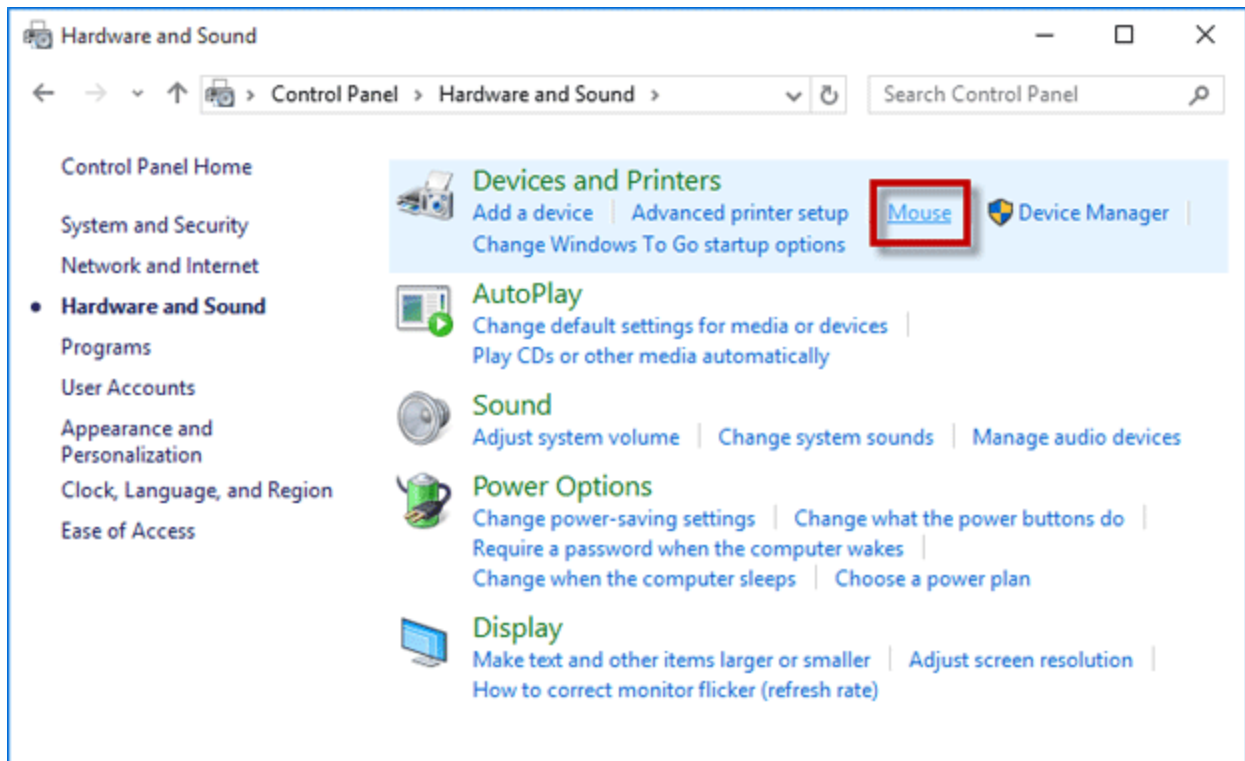 Hardware and Sound
Control Panel > Hardware and Sound >
Search Control Panel
Control Panel Home
System and Security
Network and Internet
Hardware and Sound
Programs
User Accounts
Appearance and
Personalization
Clock, Language, and Region
Ease of Access
Devices and Printers
Add a device | Advanced printer setup Mouse Device Manager |
Change Windows To Go startup options
AutoPlay
Change default settings for media or devices |
Play CDs or other media automatically
Sound
Adjust system volume | Change system sounds | Manage audio devices
Power Options
Change power-saving settings | Change what the power buttons do |
Require a password when the computer wakes |
Change when the computer sleeps | Choose a power plan
Display
Make text and other items larger or smaller | Adjust screen resolution |
How to correct monitor flicker (refresh rate)